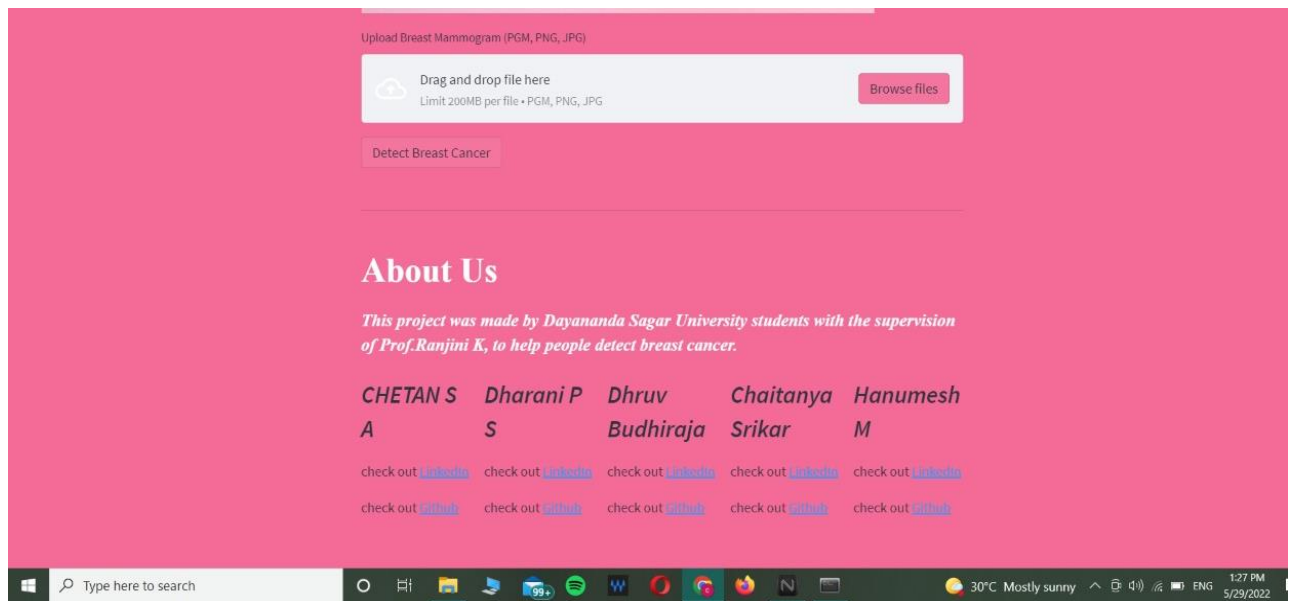 Upload Breast Mammogram (PGM, PNG, JPG)
Drag and drop file here
Limit 200MB per file • PGM, PNG, JPG
Browse files
Detect Breast Cancer
About Us
This project was made by Dayananda Sagar University students with the supervision
of Prof.Ranjini K, to help people detect breast cancer.
CHETAN S
A
Dharani P
S
Dhruv
Budhiraja
Chaitanya
Srikar
Hanumesh
M
check out LinkedIn check out LinkedIn check out LinkedIn check out LinkedIn check out LinkedIn
check out Github check out Github check out Github check out Github check out Github
Type here to search
99+
30°C Mostly sunny
ENG
1:27 PM
5/29/2022